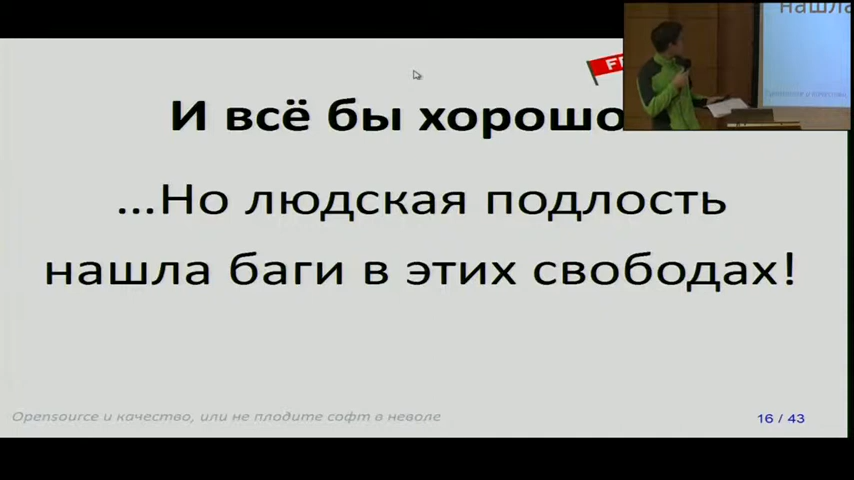 И всё бы хорошо
...Но людская подлость
нашла баги в этих свободах!
Opensource и качество, или не плодите софт в неволе
16 / 43
нашла